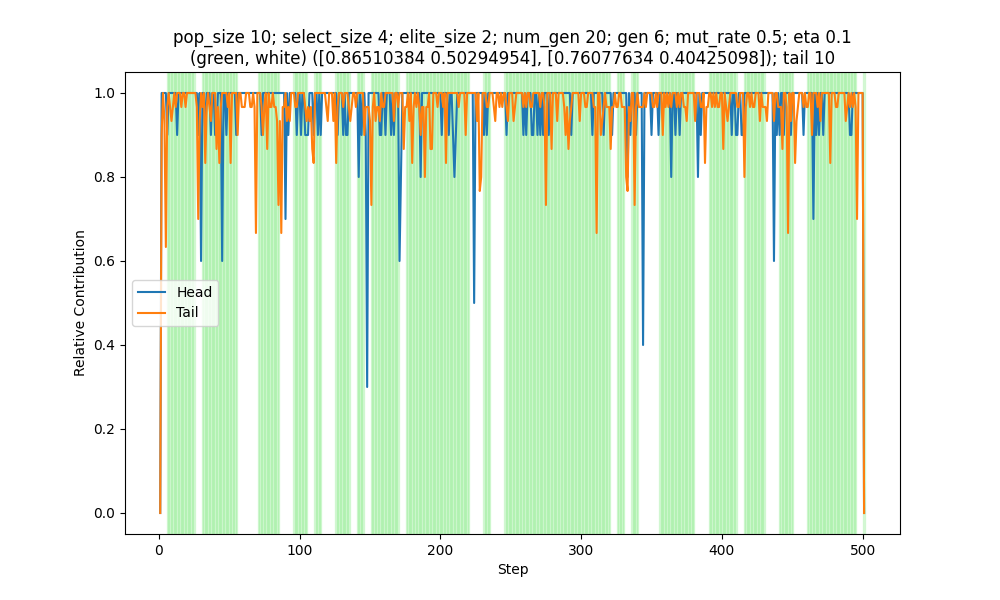 pop_size 10; select_size 4; elite_size 2; num_gen 20; gen 6; mut_rate 0.5; eta 0.1
(green, white) ([0.86510384 0.50294954], [0.76077634 0.40425098]); tail 10
1.0
0.8
0.6
0.4
0.2
0.0
Relative Contribution
Head
Tail
0
100
200
300
400
500
Step